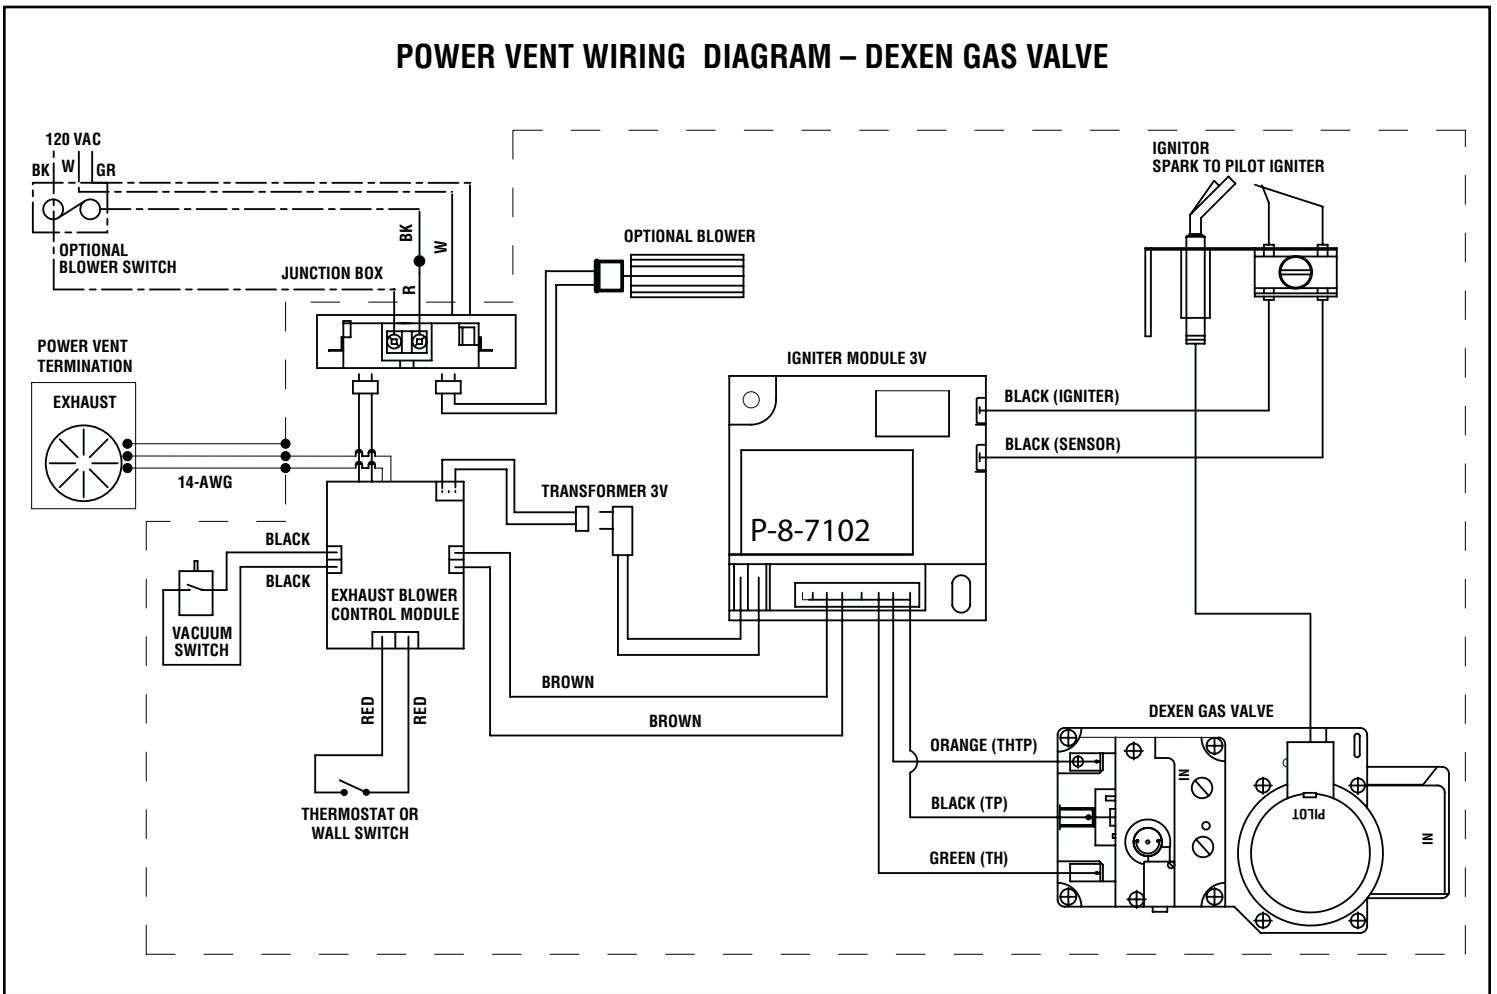 POWER VENT WIRING DIAGRAM – DEXEN GAS VALVE
120 VAC
BK
W
GR
OPTIONAL
BLOWER SWITCH
JUNCTION BOX
BK
W
R
OPTIONAL BLOWER
IGNITOR
SPARK TO PILOT IGNITER
POWER VENT
TERMINATION
EXHAUST
14-AWG
IGNITER MODULE 3V
BLACK (IGNITER)
BLACK (SENSOR)
TRANSFORMER 3V
P-8-7102
BLACK
BLACK
EXHAUST BLOWER
CONTROL MODULE
VACUUM
SWITCH
RED
RED
BROWN
BROWN
THERMOSTAT OR
WALL SWITCH
DEXEN GAS VALVE
ORANGE (THTP)
BLACK (TP)
GREEN (TH)
IN
PILOT
IN